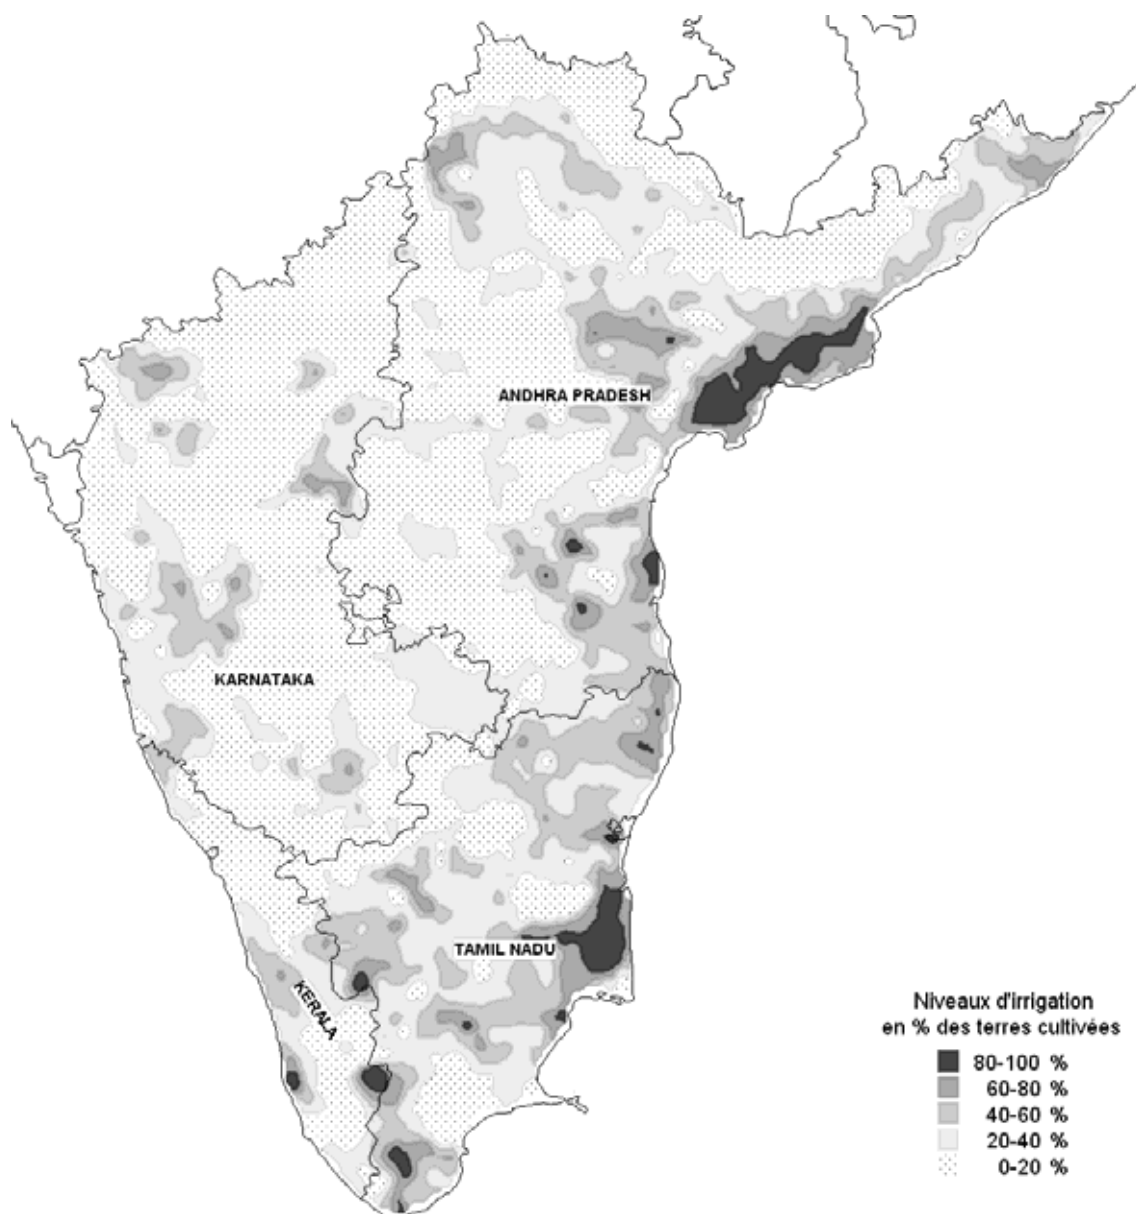 ANDHRA PRADESH
KARNATAKA
TAMIL NADU
KERALA
Niveaux d'irrigation
en % des terres cultivées
80-100 %
60-80 %
40-60 %
20-40 %
0-20 %